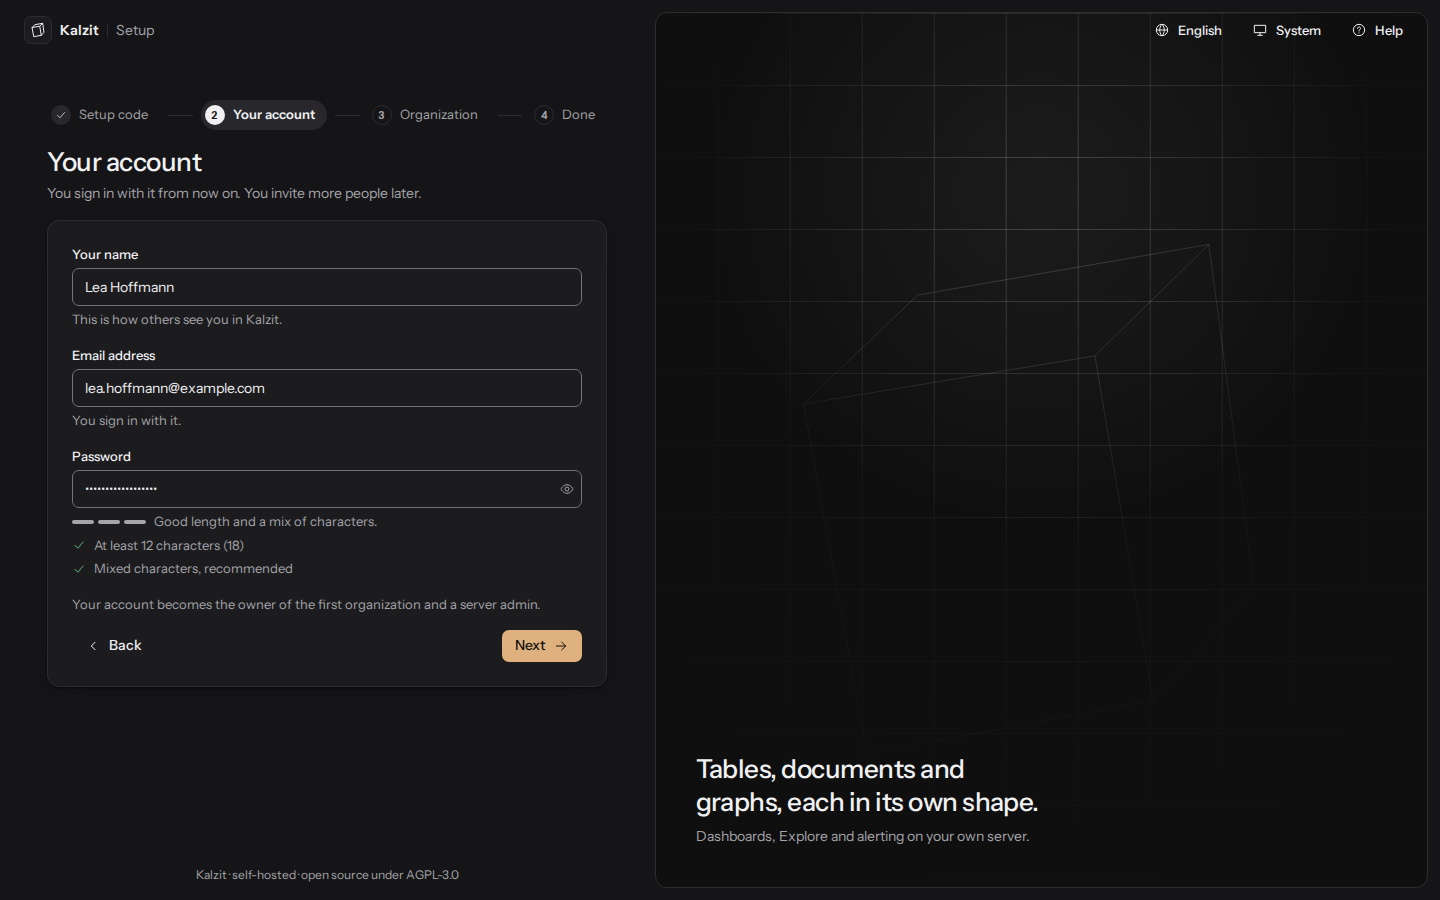 Kalzit
Setup
English
System
Help
Setup code
2 Your account
3 Organization
4 Done
Your account
You sign in with it from now on. You invite more people later.
Your name
Lea Hoffmann
This is how others see you in Kalzit.
Email address
lea.hoffmann@example.com
You sign in with it.
Password
••••••••••••••••••
Good length and a mix of characters.
At least 12 characters (18)
Mixed characters, recommended
Your account becomes the owner of the first organization and a server admin.
Back
Next
Tables, documents and
graphs, each in its own shape.
Dashboards, Explore and alerting on your own server.
Kalzit · self-hosted · open source under AGPL-3.0